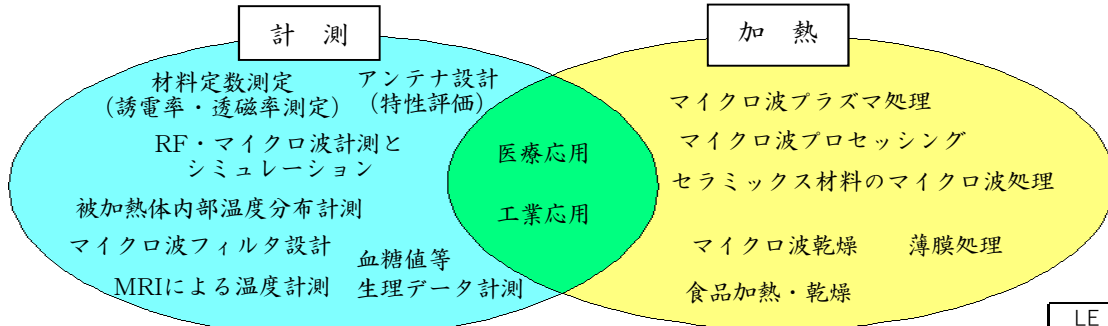 計　測
加　熱
材料定数測定
(誘電率・透磁率測定)
アンテナ設計
(特性評価)
RF・マイクロ波計測と
シミュレーション
被加熱体内部温度分布計測
マイクロ波フィルタ設計
MRIによる温度計測
血糖値等
生理データ計測
医療応用
工業応用
マイクロ波プラズマ処理
マイクロ波プロセッシング
セラミックス材料のマイクロ波処理
マイクロ波乾燥　薄膜処理
食品加熱・乾燥
LE